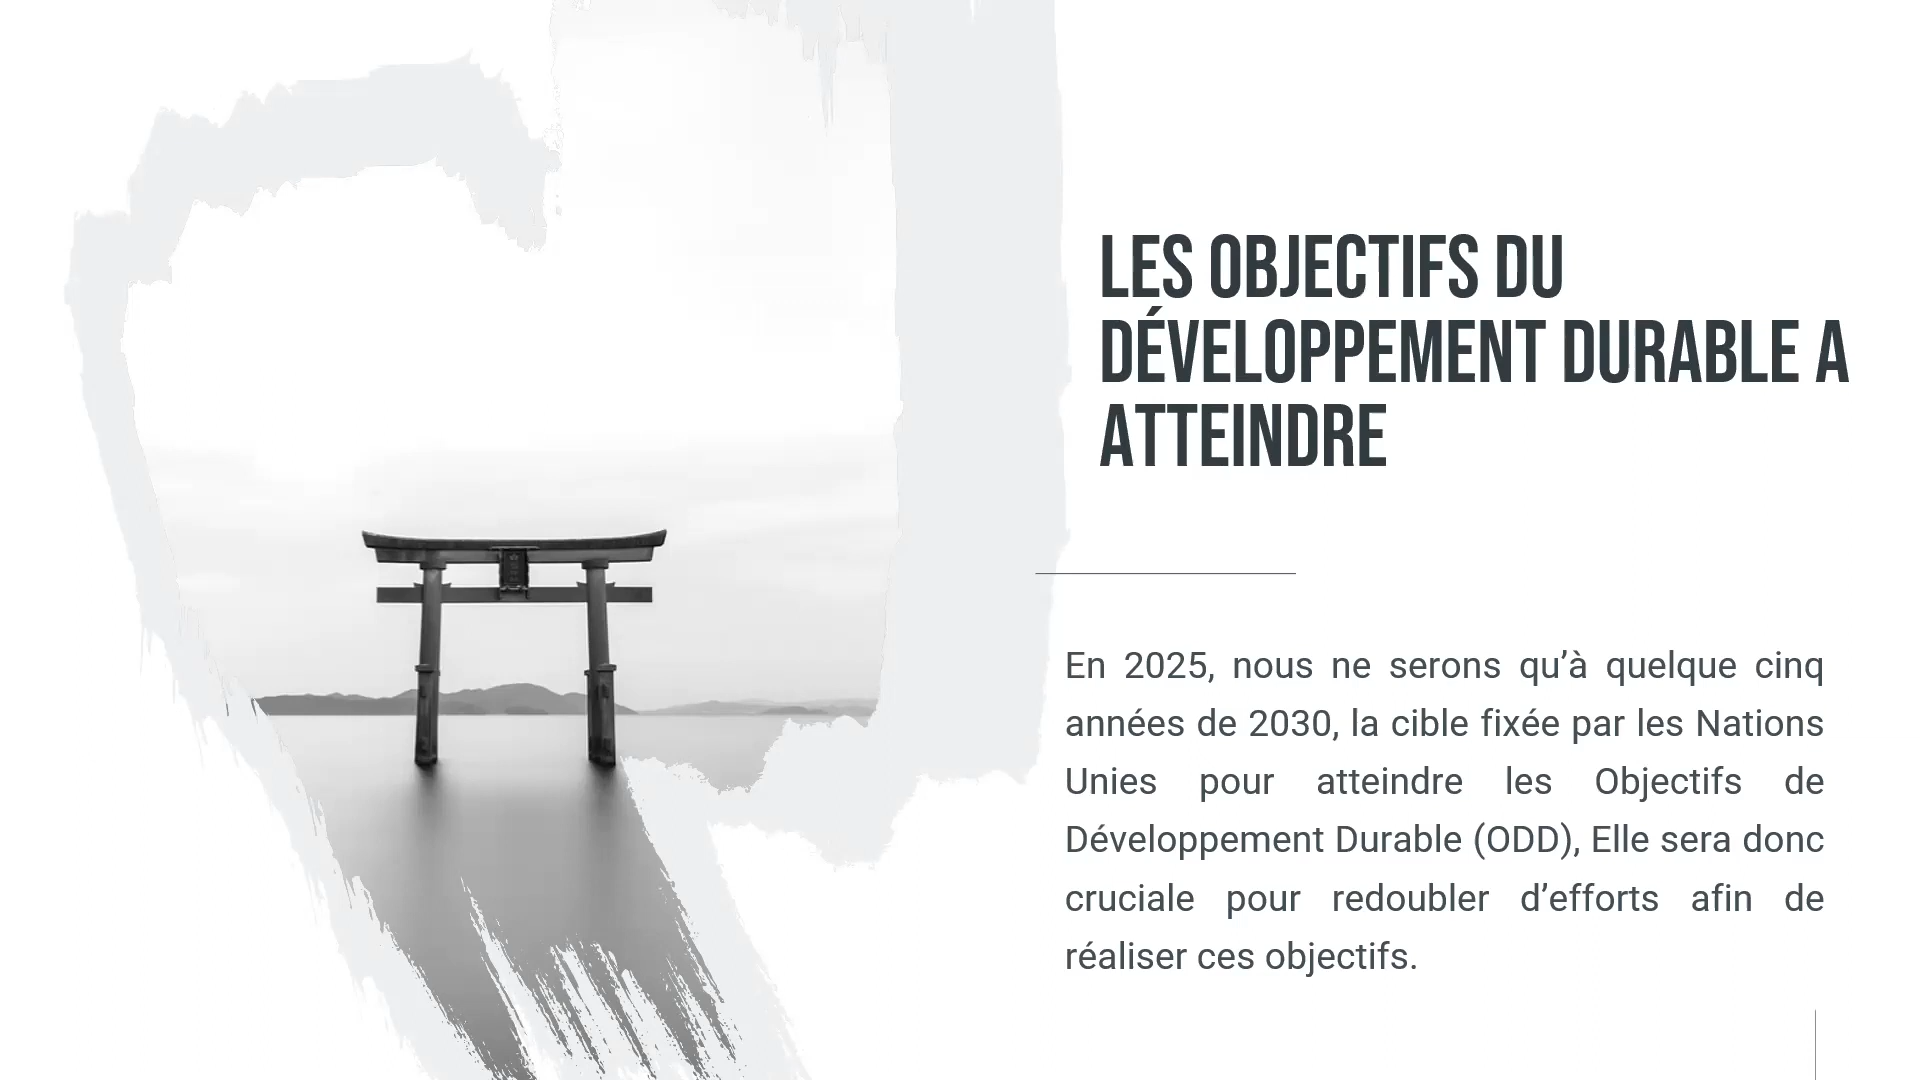 LES OBJECTIFS DU
DÉVELOPPEMENT DURABLE A
ATTEINDRE
En 2025, nous ne serons qu’à quelque cinq
années de 2030, la cible fixée par les Nations
Unies pour atteindre les Objectifs de
Développement Durable (ODD), Elle sera donc
cruciale pour redoubler d’efforts afin de
réaliser ces objectifs.